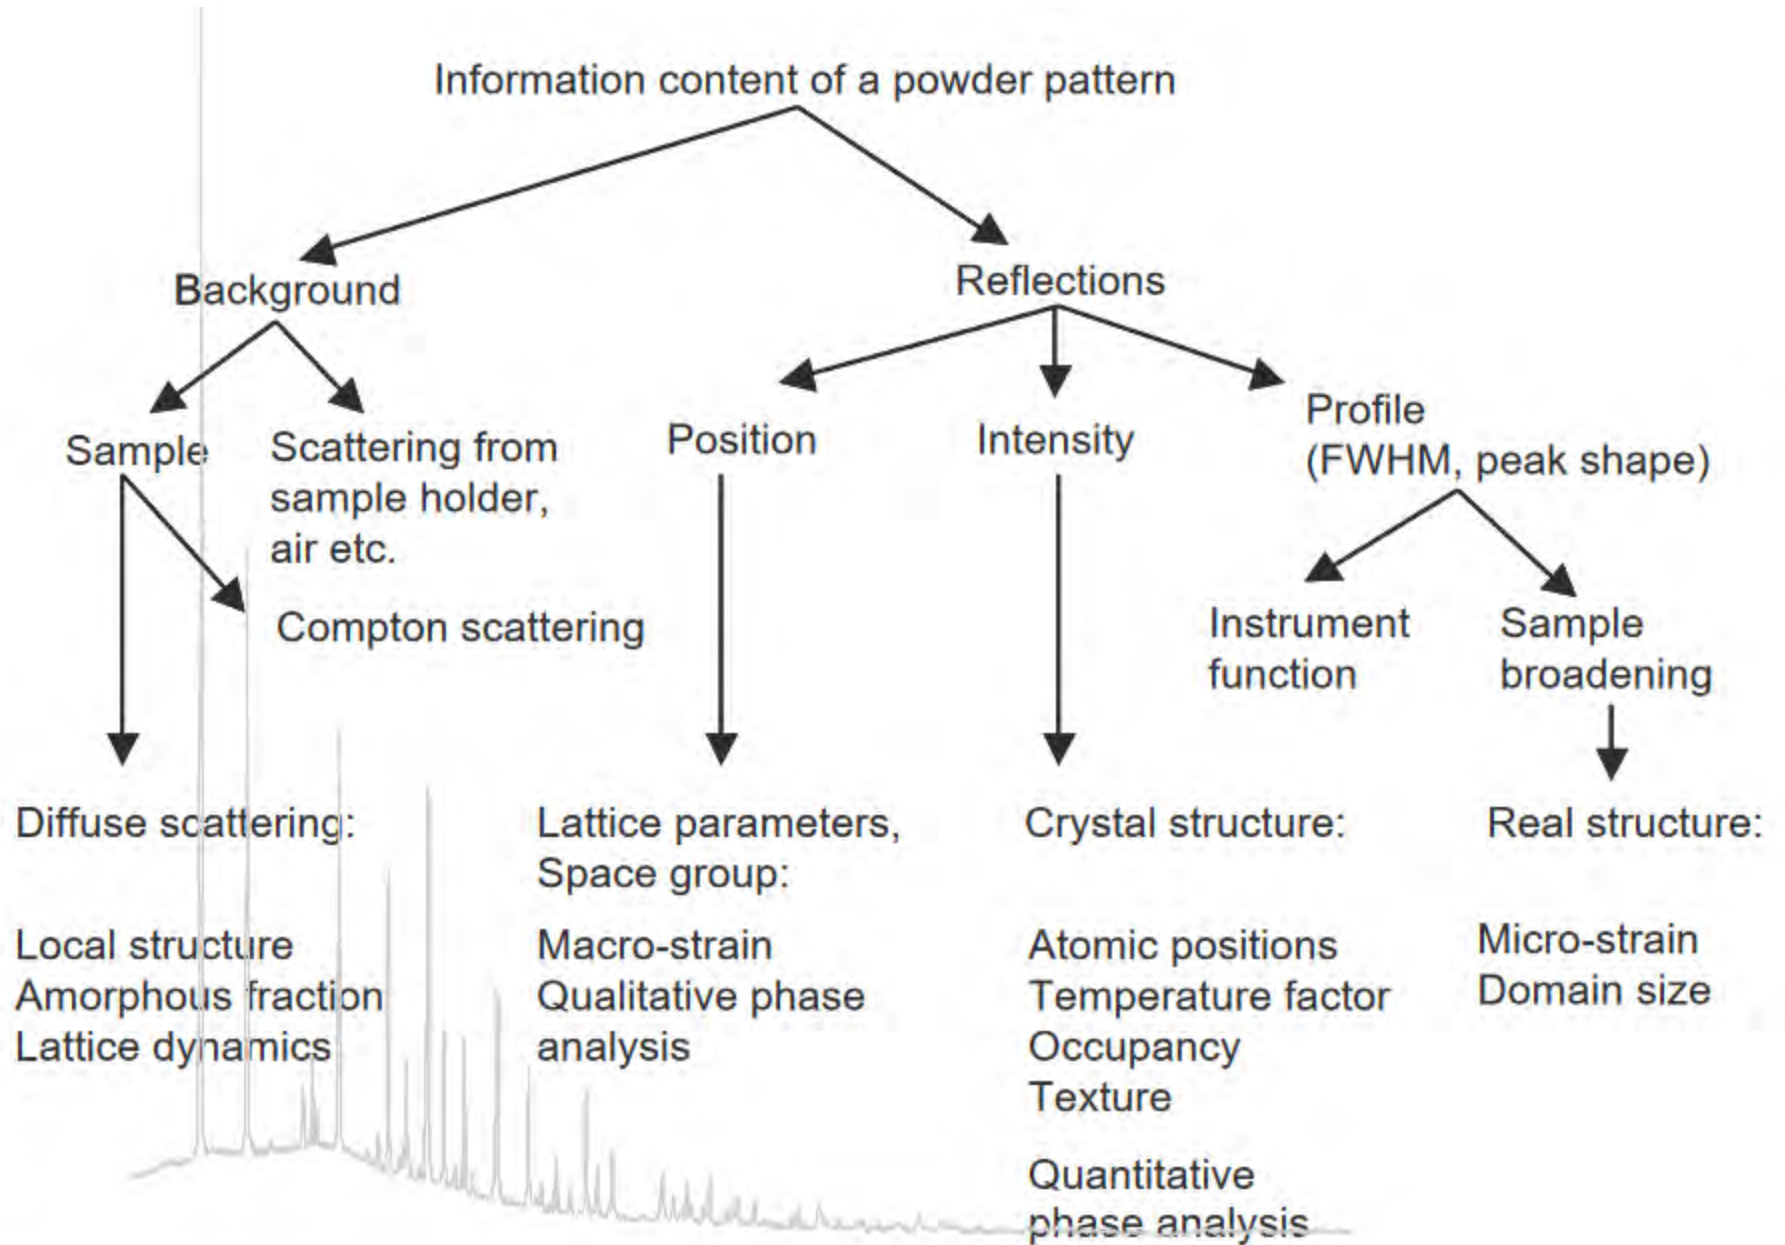 Information content of a powder pattern
Background
Reflections
Sample
Scattering from
sample holder,
air etc.
Compton scattering
Position
Intensity
Profile
(FWHM, peak shape)
Instrument
function
Sample
broadening
Diffuse scattering:
Local structure
Amorphous fraction
Lattice dynamics
Lattice parameters,
Space group:
Macro-strain
Qualitative phase
analysis
Crystal structure:
Atomic positions
Temperature factor
Occupancy
Texture
Quantitative
phase analysis
Real structure:
Micro-strain
Domain size